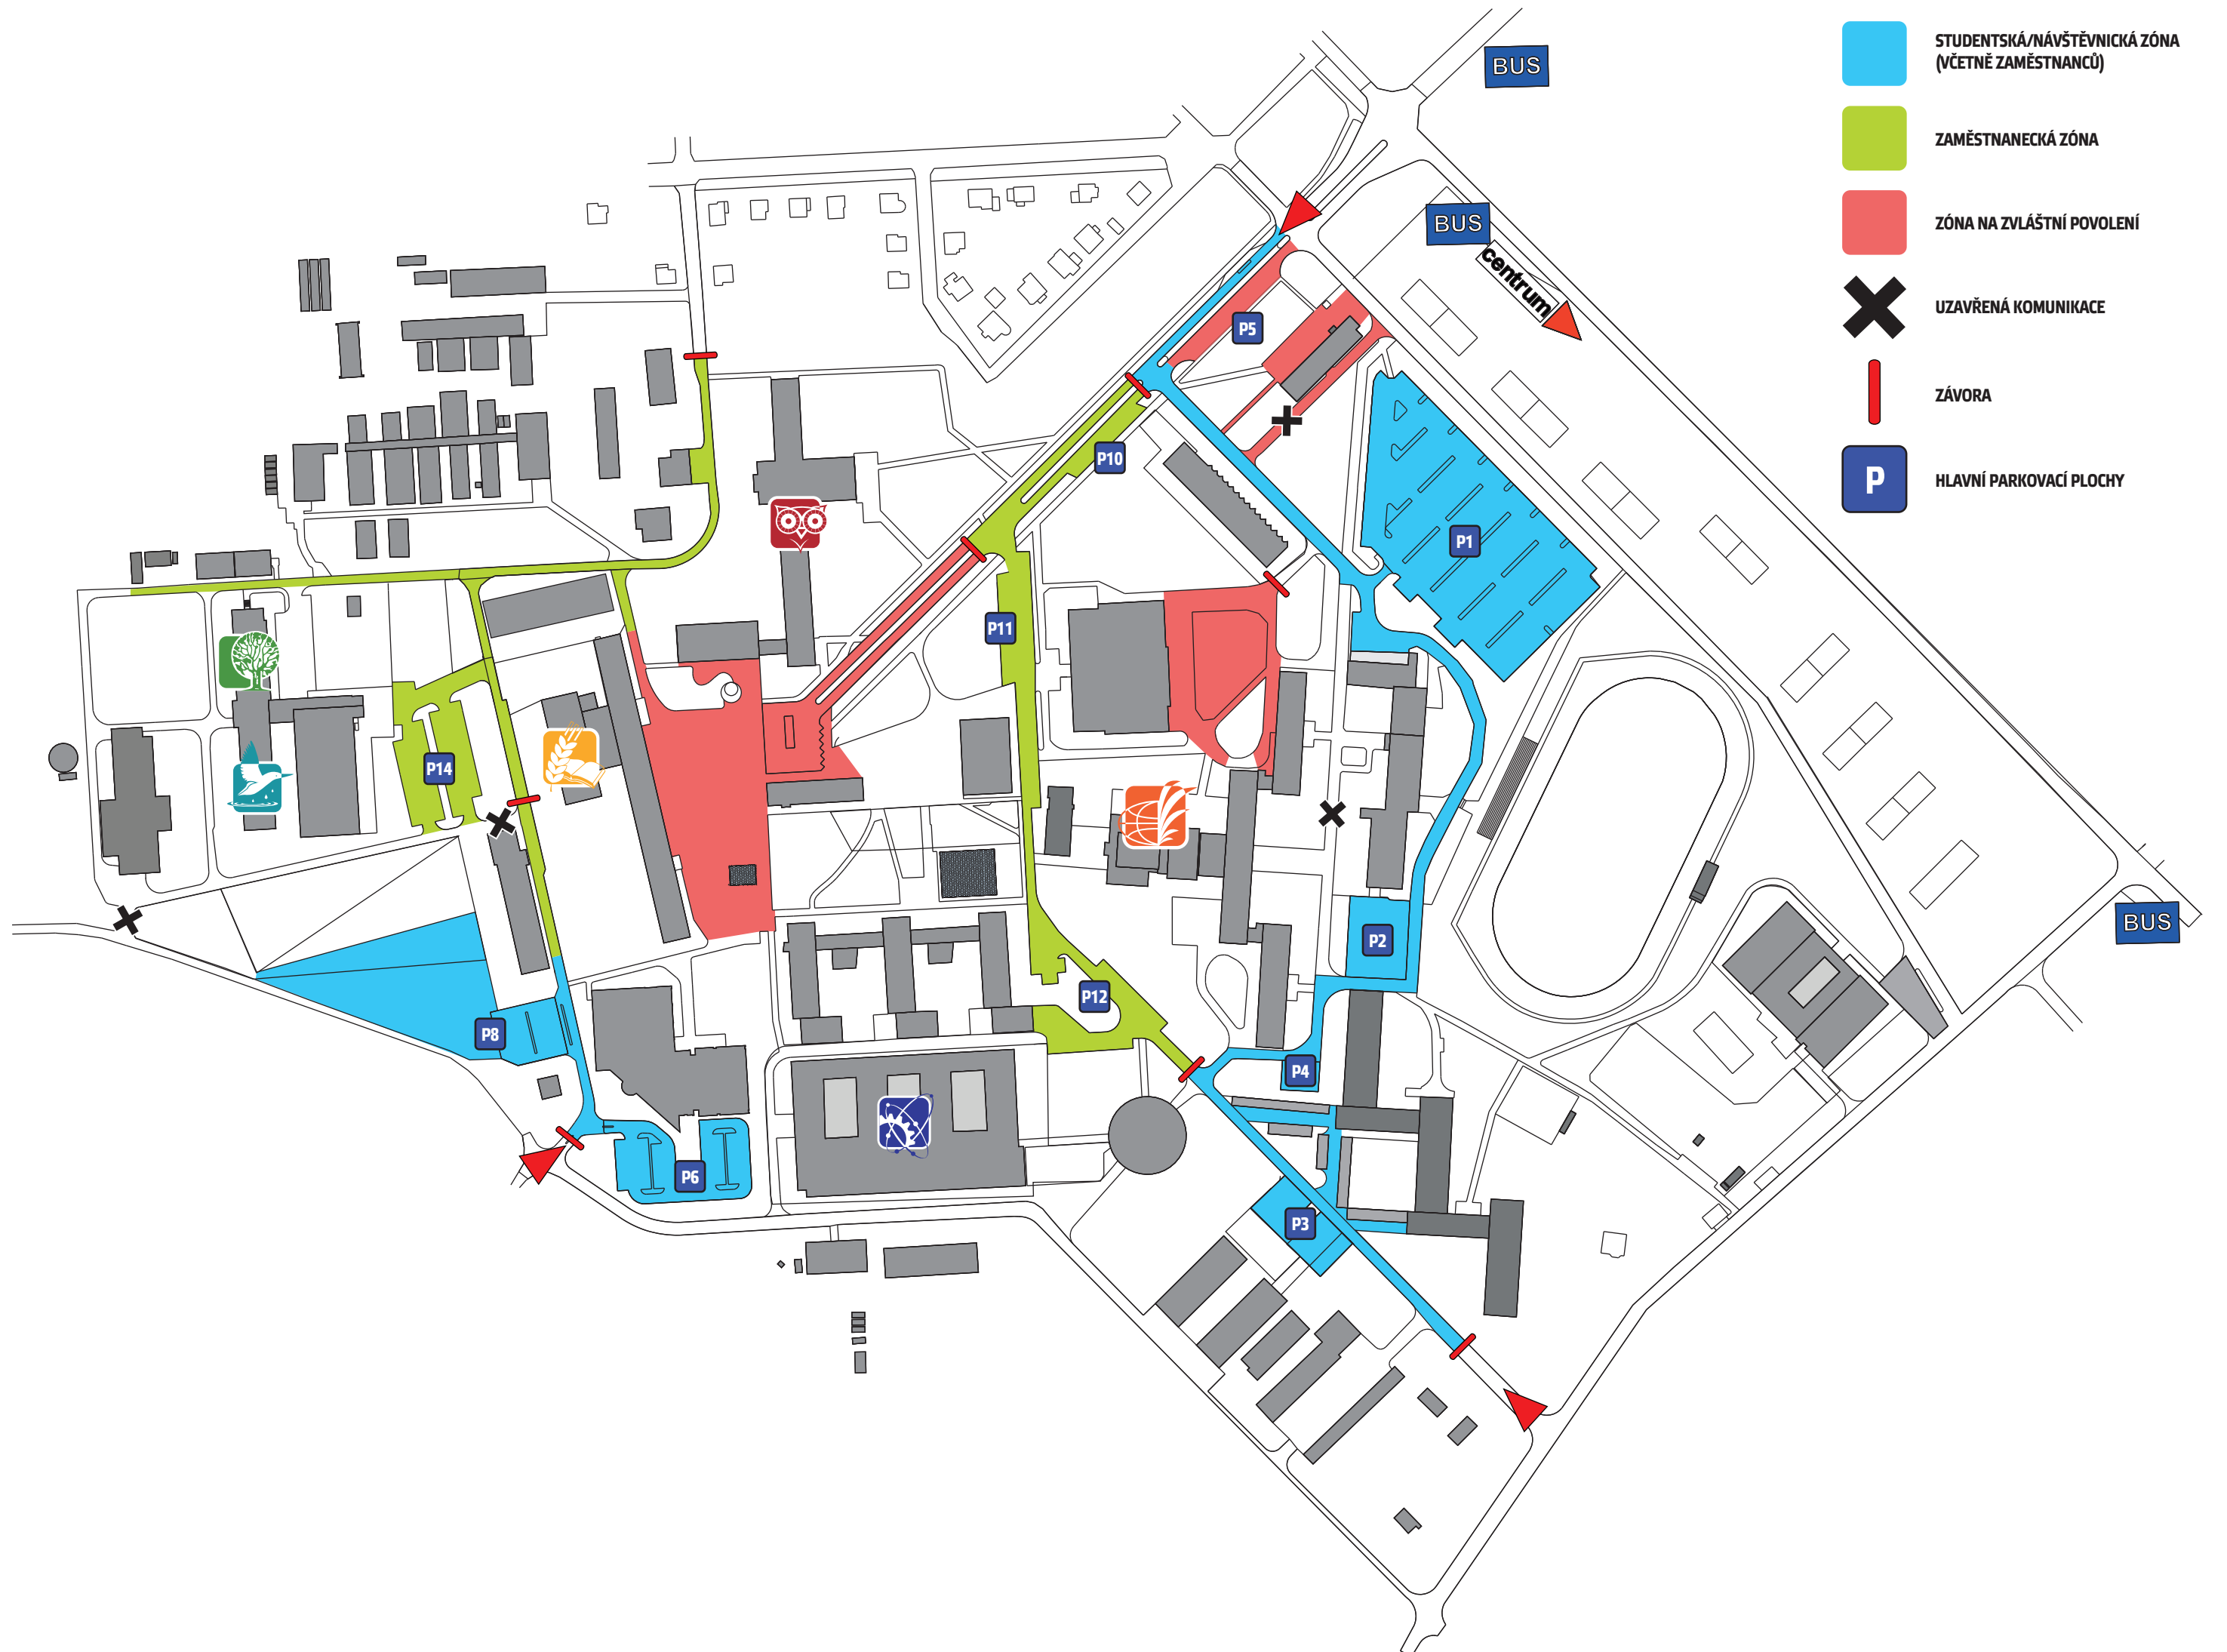 BUS
STUDENTSKÁ/NÁVŠTĚVNICKÁ ZÓNA
(VČETNĚ ZAMĚSTNANCŮ)
ZAMĚSTNANECKÁ ZÓNA
BUS
ZÓNA NA ZVLÁŠTNÍ POVOLENÍ
centrum
UZAVŘENÁ KOMUNIKACE
P5
ZÁVORA
P10
P
HLAVNÍ PARKOVACÍ PLOCHY
P1
P11
P14
BUS
P2
P12
P8
P4
P6
P3